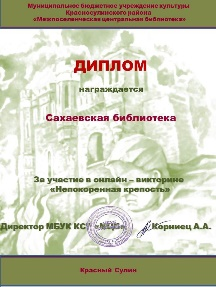 Муниципальное бюджетное учреждение культуры
Красносулинского района
«Межпоселенческая центральная библиотека»
ДИПЛОМ
награждается
Сахаевская библиотека
За участие в онлайн – викторине
«Непокоренная крепость»
Директор МБУК КСР «МЦБ» Корниец А.А.
Красный Сулин